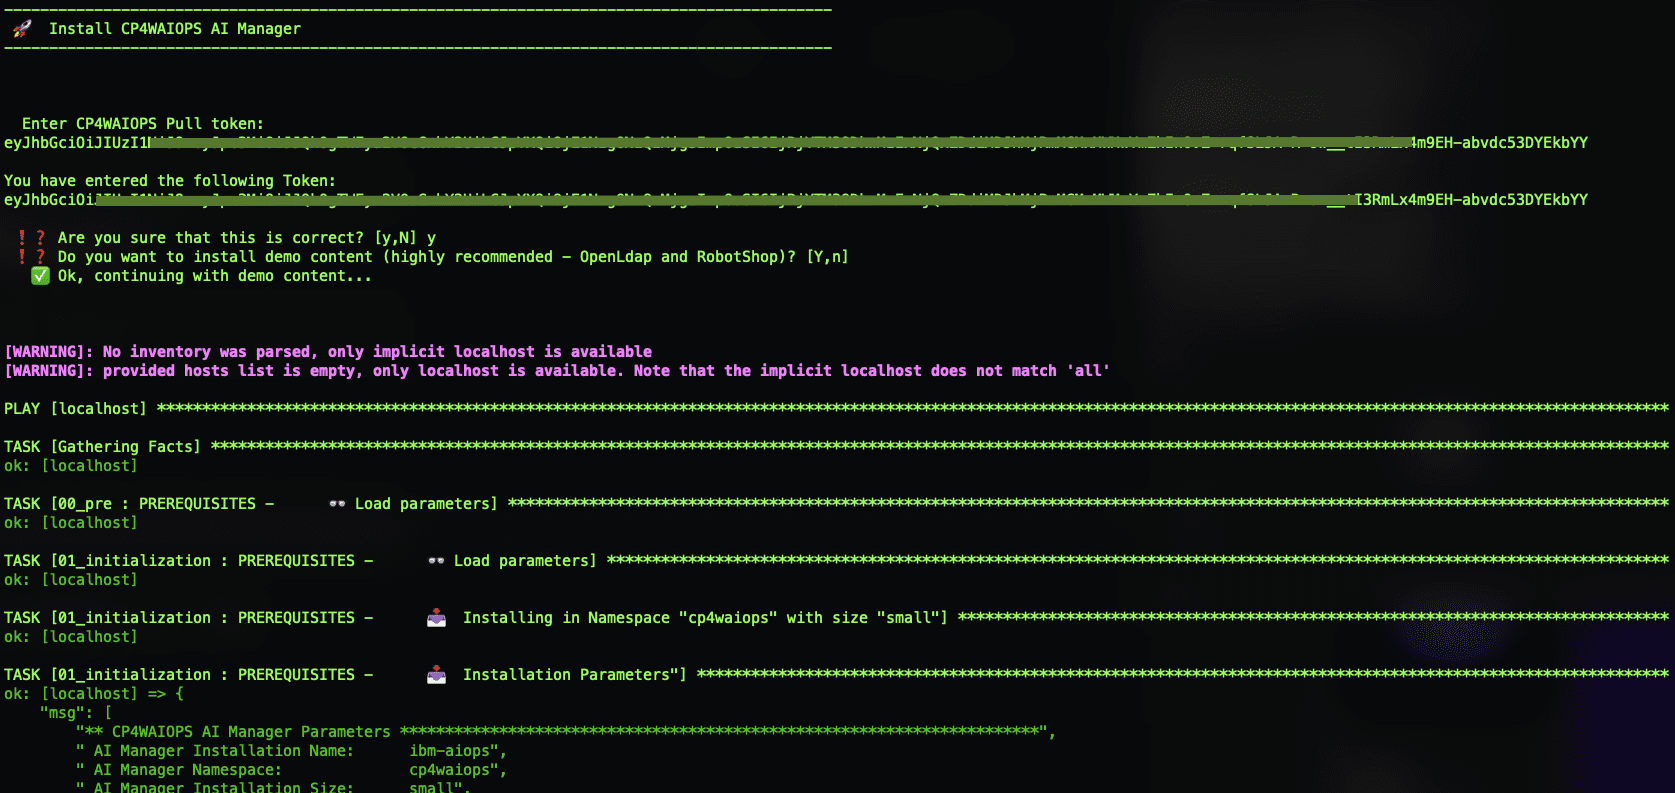 Install CP4WAIOPS AI Manager
Enter CP4WAIOPS Pull token:
eyJhbGciOiJIUzI1 4m9EH-abvdc53DYEkbYY
You have entered the following Token:
eyJhbGciOi I3RmLx4m9EH-abvdc53DYEkbYY
❗❓ Are you sure that this is correct? [y,N] y
❗❓ Do you want to install demo content (highly recommended - OpenLdap and RobotShop)? [Y,n]
✅ Ok, continuing with demo content...
[WARNING]: No inventory was parsed, only implicit localhost is available
[WARNING]: provided hosts list is empty, only localhost is available. Note that the implicit localhost does not match 'all'
PLAY [localhost] ************************************************************************
TASK [Gathering Facts] ************************************************************************
ok: [localhost]
TASK [00_pre : PREREQUISITES - 🕶 Load parameters] ************************************************************************
ok: [localhost]
TASK [01_initialization : PREREQUISITES - 🕶 Load parameters] ************************************************************************
ok: [localhost]
TASK [01_initialization : PREREQUISITES - 📤 Installing in Namespace "cp4waiops" with size "small"] ************************************************************************
ok: [localhost]
TASK [01_initialization : PREREQUISITES - 📤 Installation Parameters"] ************************************************************************
ok: [localhost] => {
"msg": [
"** CP4WAIOPS AI Manager Parameters ***********************************************************************",
" AI Manager Installation Name: ibm-aiops",
" AI Manager Namespace: cp4waiops",
" AI Manager Installation Size: small",